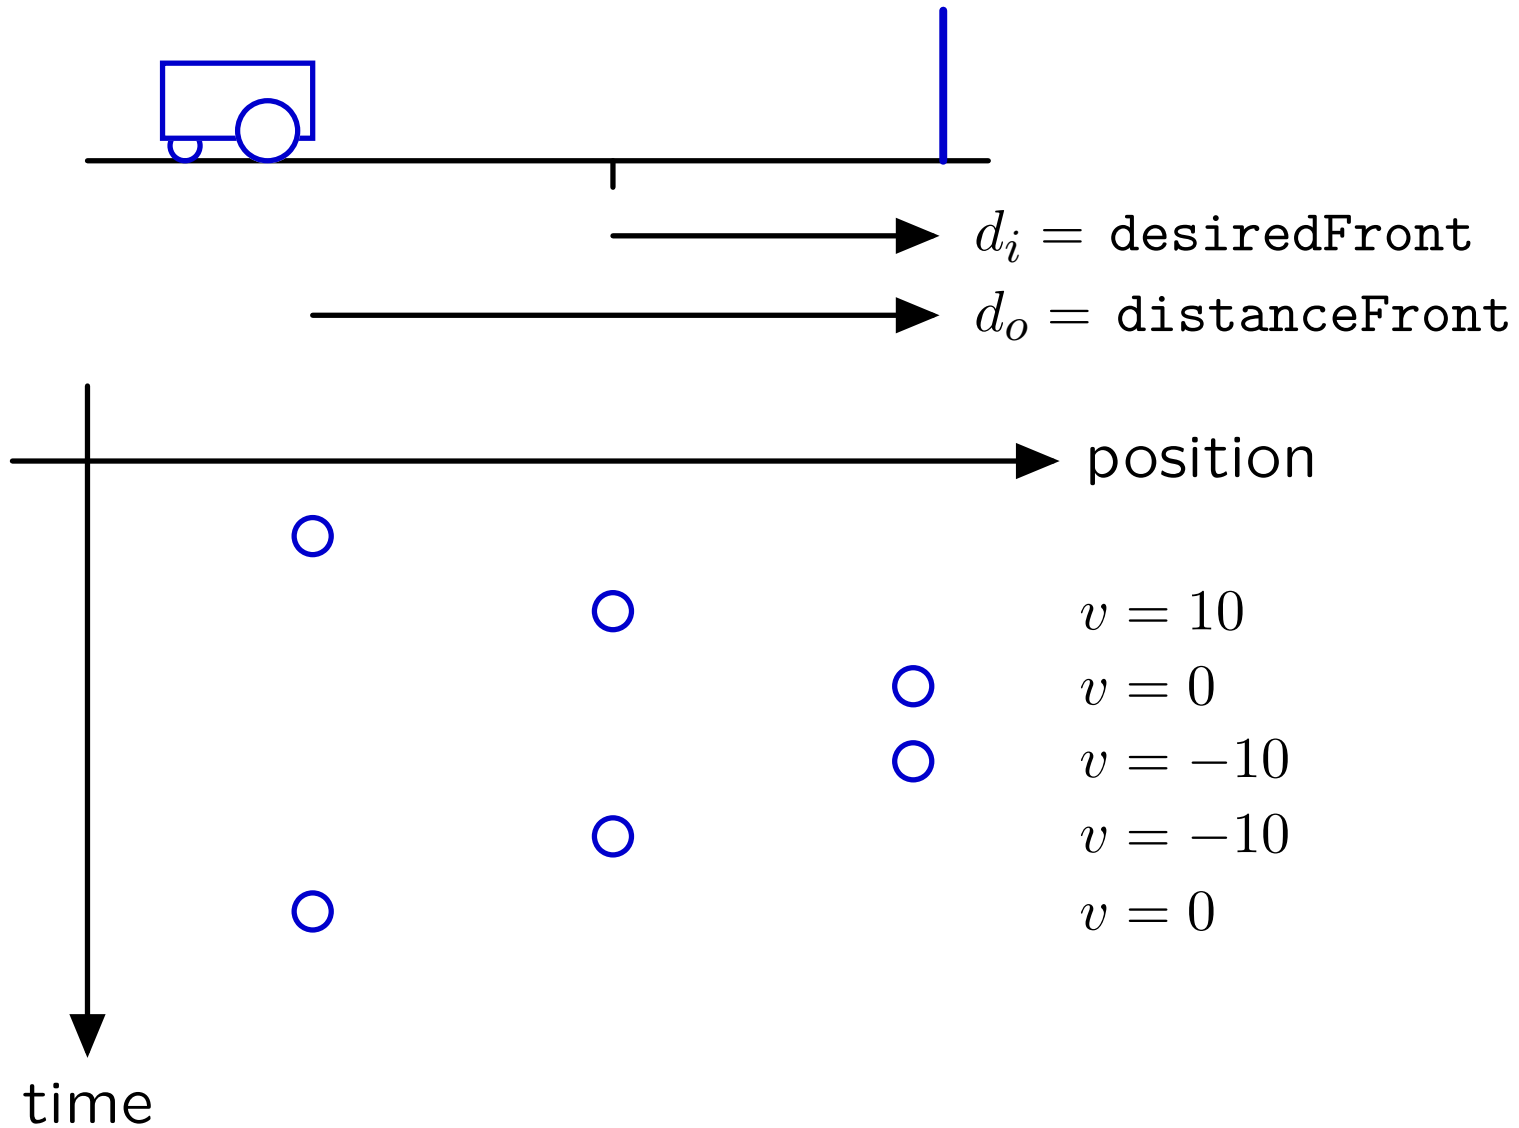 d_i = desiredFront
d_o = distanceFront
position
v = 10
v = 0
v = −10
v = −10
v = 0
time